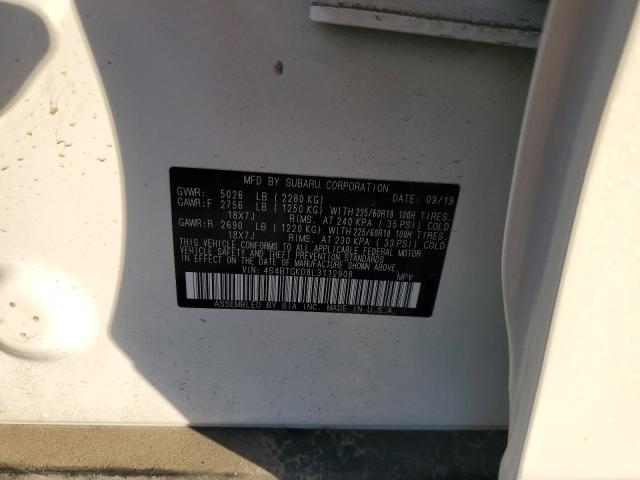 MFD BY SUBARU CORPORATION
GVWR: 5026 LB (2280 KG) DATE: 09/19
GAWR:F 2756 LB (1250 KG) WITH 225/60R18 100H TIRES,
18X7J RIMS, AT 240 KPA (35 PSI) COLD.
GAWR:R 2690 LB (1220 KG) WITH 225/60R18 100H TIRES,
18X7J RIMS, AT 230 KPA (33 PSI) COLD.
THIS VEHICLE CONFORMS TO ALL APPLICABLE FEDERAL MOTOR
VEHICLE SAFETY AND THEFT PREVENTION STANDARDS
IN EFFECT ON THE DATE OF MANUFACTURE SHOWN ABOVE.
VIN: 4S4BTGKD8L3112908 MPV
ASSEMBLED BY SIA INC. MADE IN U.S.A.